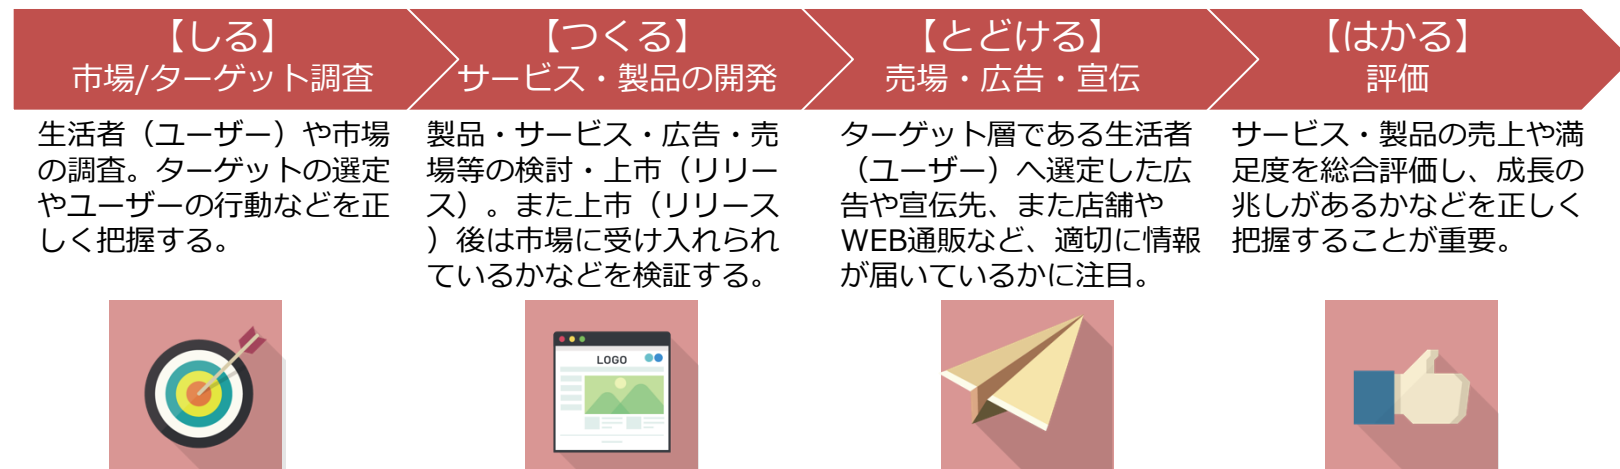 【しる】
市場/ターゲット調査
【つくる】
サービス・製品の開発
【とどける】
売場・広告・宣伝
【はかる】
評価
生活者（ユーザー）や市場
の調査。ターゲットの選定
やユーザーの行動などを正
しく把握する。
製品・サービス・広告・売
場等の検討・上市（リリー
ス）。また上市（リリース
）後は市場に受け入れられ
ているかなどを検証する。
ターゲット層である生活者
（ユーザー）へ選定した広
告や宣伝先、また店舗や
WEB通販など、適切に情報
が届いているかに注目。
サービス・製品の売上や満
足度を総合評価し、成長の
兆しがあるかなどを正しく
把握することが重要。
LOGO